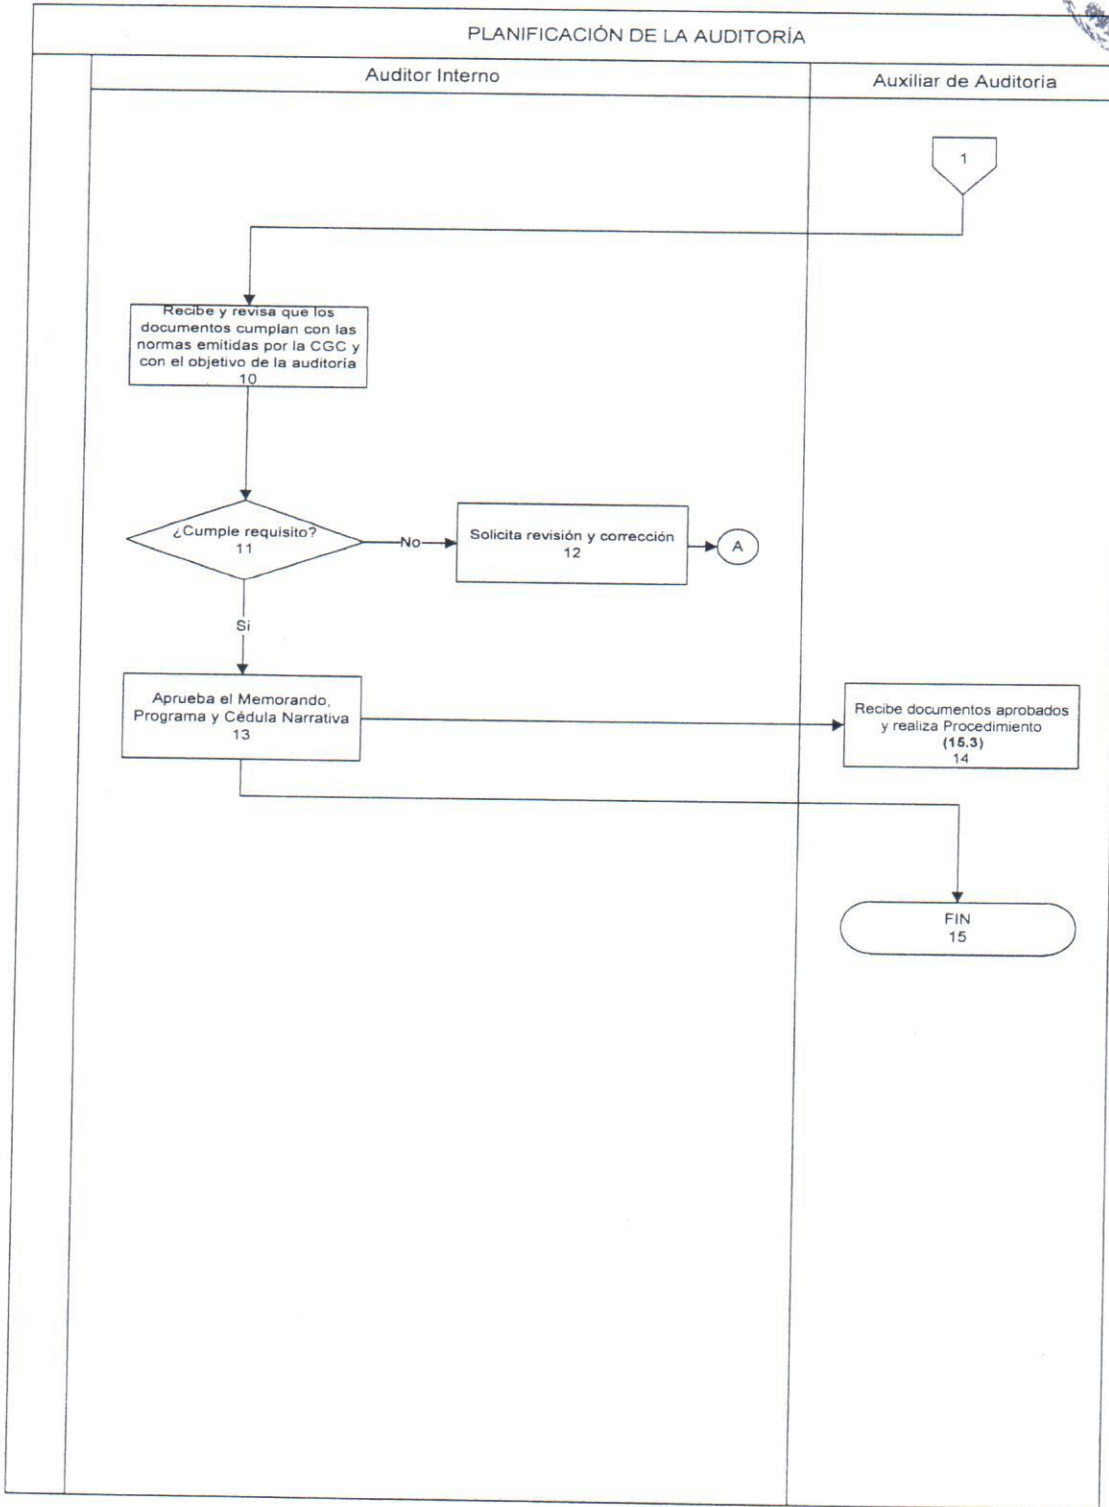 PLANIFICACIÓN DE LA AUDITORÍA
Auditor Interno
Auxiliar de Auditoría
1
Recibe y revisa que los
documentos cumplan con las
normas emitidas por la CGC y
con el objetivo de la auditoría
10
¿Cumple requisito?
11
No
Solicita revisión y corrección
12
A
Si
Aprueba el Memorando,
Programa y Cédula Narrativa
13
Recibe documentos aprobados
y realiza Procedimiento
(15.3)
14
FIN
15